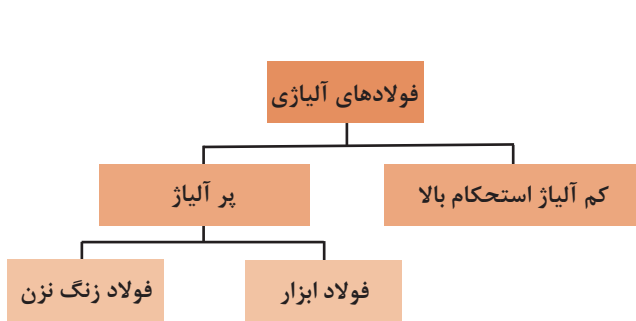 فولادهای آلیاژی
کم آلیاژ استحکام بالا
پر آلیاژ
فولاد ابزار
فولاد زنگ نزن